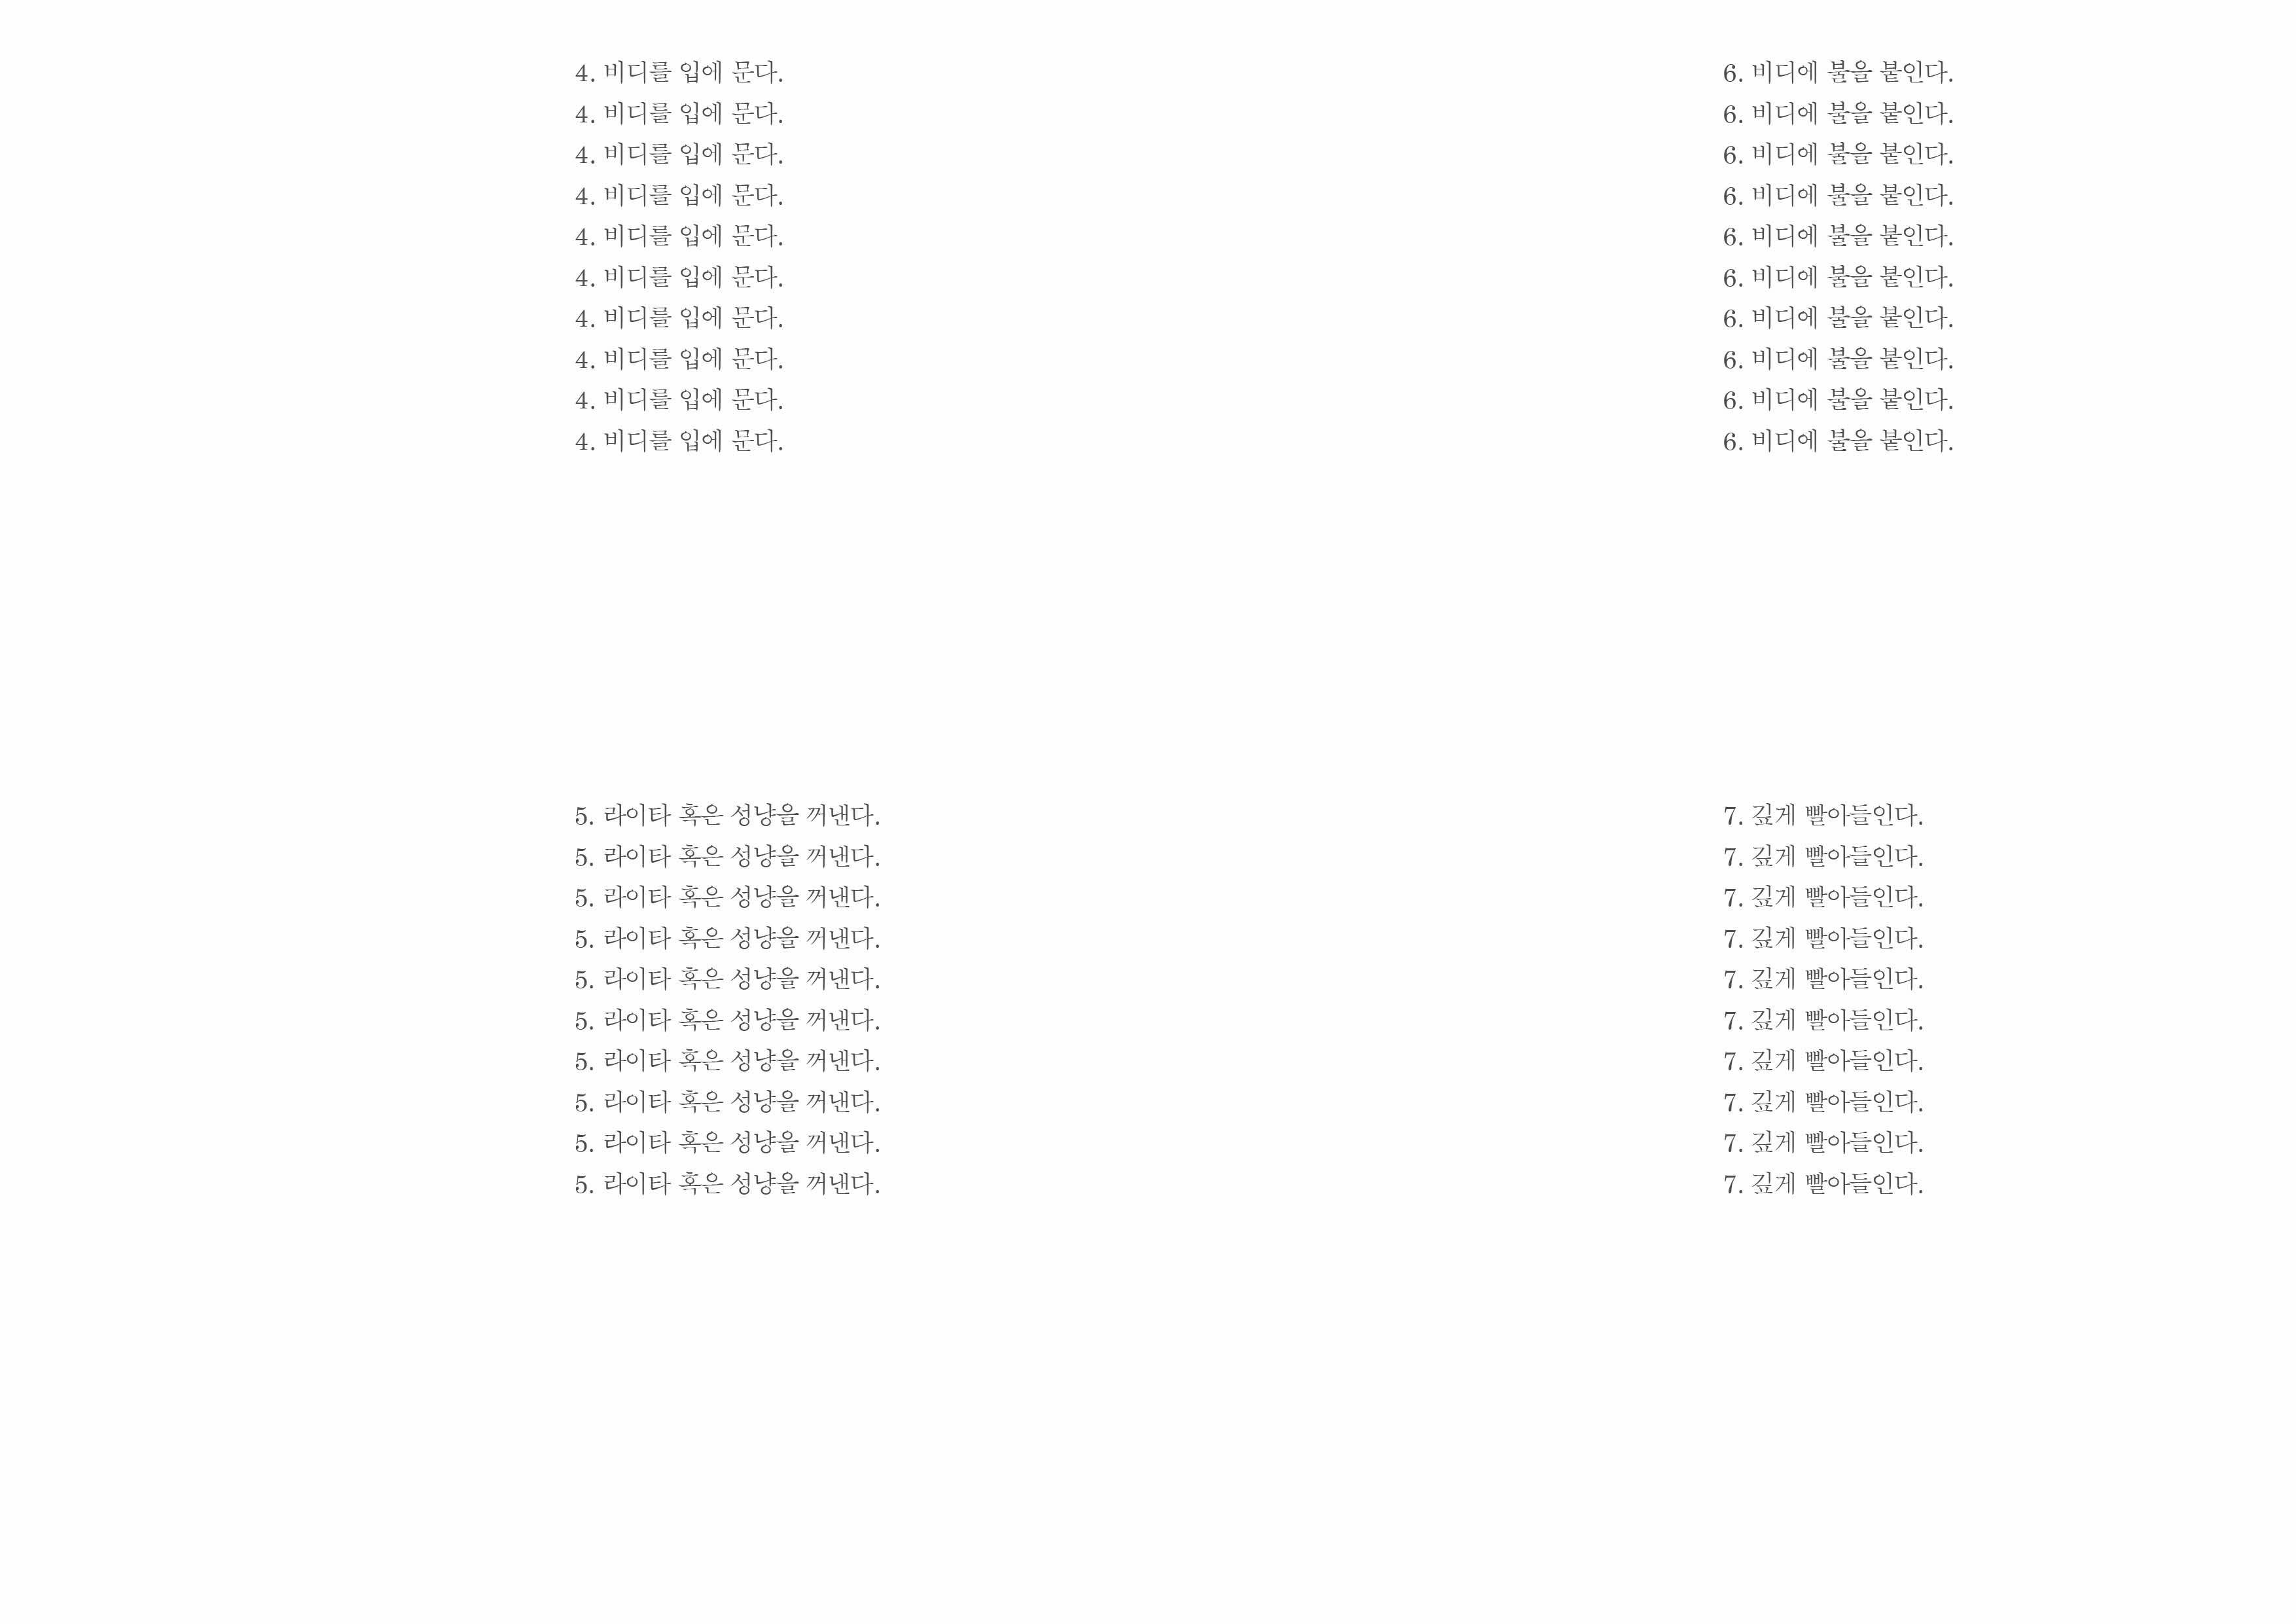 4. 비디를 입에 문다.
4. 비디를 입에 문다.
4. 비디를 입에 문다.
4. 비디를 입에 문다.
4. 비디를 입에 문다.
4. 비디를 입에 문다.
4. 비디를 입에 문다.
4. 비디를 입에 문다.
4. 비디를 입에 문다.
4. 비디를 입에 문다.
5. 라이타 혹은 성냥을 꺼낸다.
5. 라이타 혹은 성냥을 꺼낸다.
5. 라이타 혹은 성냥을 꺼낸다.
5. 라이타 혹은 성냥을 꺼낸다.
5. 라이타 혹은 성냥을 꺼낸다.
5. 라이타 혹은 성냥을 꺼낸다.
5. 라이타 혹은 성냥을 꺼낸다.
5. 라이타 혹은 성냥을 꺼낸다.
5. 라이타 혹은 성냥을 꺼낸다.
5. 라이타 혹은 성냥을 꺼낸다.
6. 비디에 불을 붙인다.
6. 비디에 불을 붙인다.
6. 비디에 불을 붙인다.
6. 비디에 불을 붙인다.
6. 비디에 불을 붙인다.
6. 비디에 불을 붙인다.
6. 비디에 불을 붙인다.
6. 비디에 불을 붙인다.
6. 비디에 불을 붙인다.
6. 비디에 불을 붙인다.
7. 깊게 빨아들인다.
7. 깊게 빨아들인다.
7. 깊게 빨아들인다.
7. 깊게 빨아들인다.
7. 깊게 빨아들인다.
7. 깊게 빨아들인다.
7. 깊게 빨아들인다.
7. 깊게 빨아들인다.
7. 깊게 빨아들인다.
7. 깊게 빨아들인다.